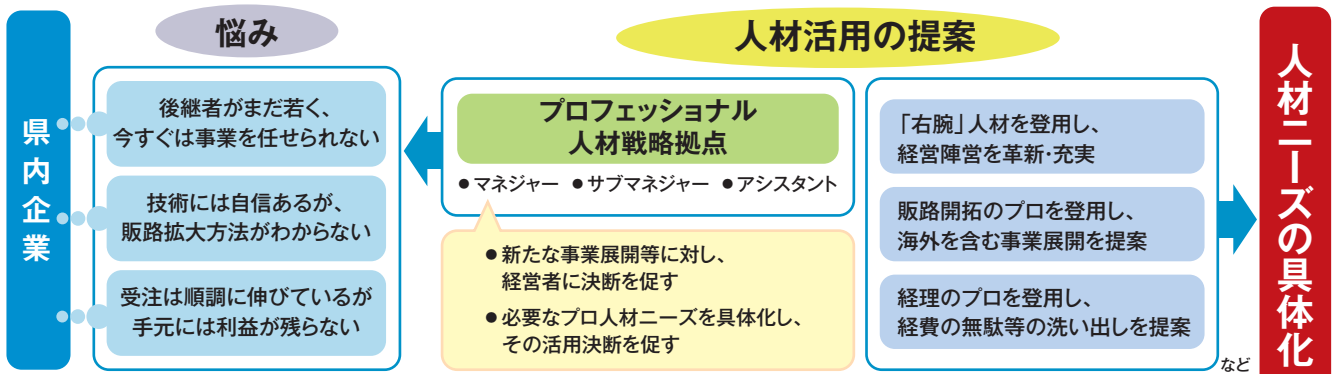 県内企業
悩み
後継者がまだ若く、
今すぐは事業を任せられない
技術には自信あるが、
販路拡大方法がわからない
受注は順調に伸びているが
手元には利益が残らない
人材活用の提案
プロフェッショナル
人材戦略拠点
●マネジャー ●サブマネジャー ●アシスタント
●新たな事業展開等に対し、
経営者に決断を促す
●必要なプロ人材ニーズを具体化し、
その活用決断を促す
「右腕」人材を登用し、
経営陣営を革新・充実
販路開拓のプロを登用し、
海外を含む事業展開を提案
経理のプロを登用し、
経費の無駄等の洗い出しを提案
など
人材ニーズの具体化